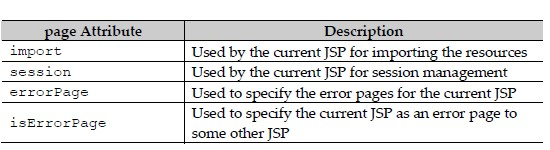 page Attribute Description
import Used by the current JSP for importing the resources
session Used by the current JSP for session management
errorPage Used to specify the error pages for the current JSP
isErrorPage Used to specify the current JSP as an error page to
some other JSP